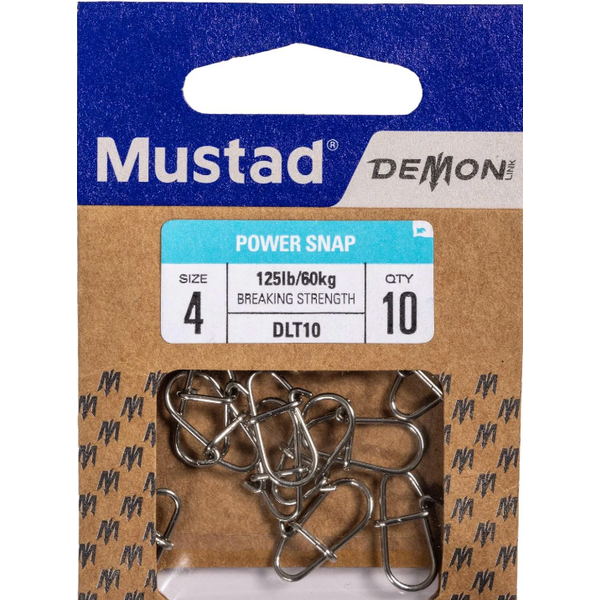 Mustad®
DEMON LINK
POWER SNAP
SIZE
4
125lb/60kg
BREAKING STRENGTH
DLT10
QTY
10